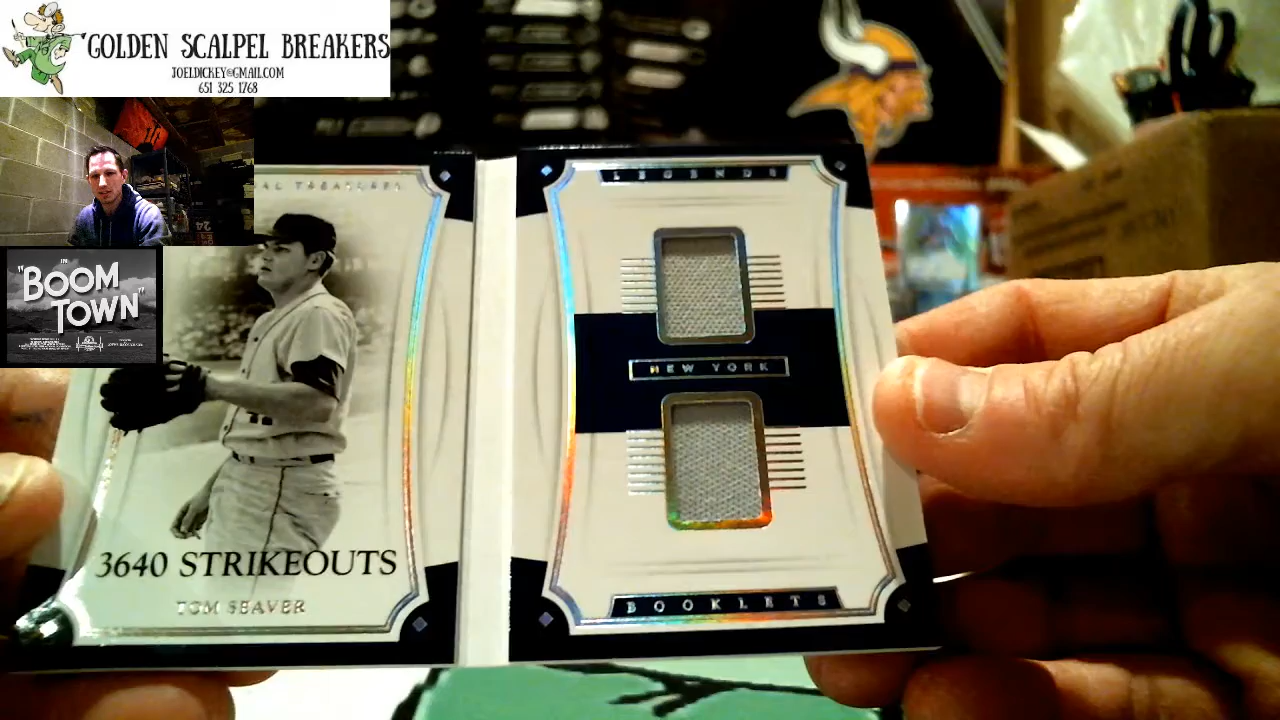 "GOLDEN SCALPEL BREAKERS
JOELDICKEY@GMAIL.COM
651 325 1768
"BOOM
TOWN"
TREASURES
3640 STRIKEOUTS
TOM SEAVER
LEGENDS
NEW YORK
BOOKLETS